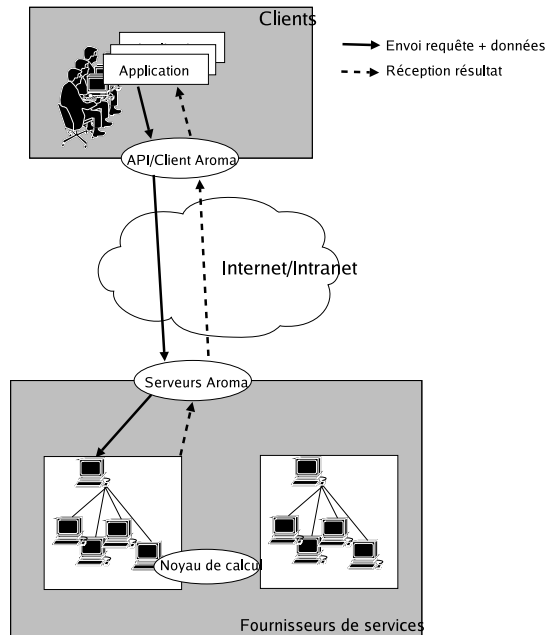 Clients
Envoi requête + données
Réception résultat
Application
API/Client Aroma
Internet/Intranet
Serveurs Aroma
Noyau de calcul
Fournisseurs de services